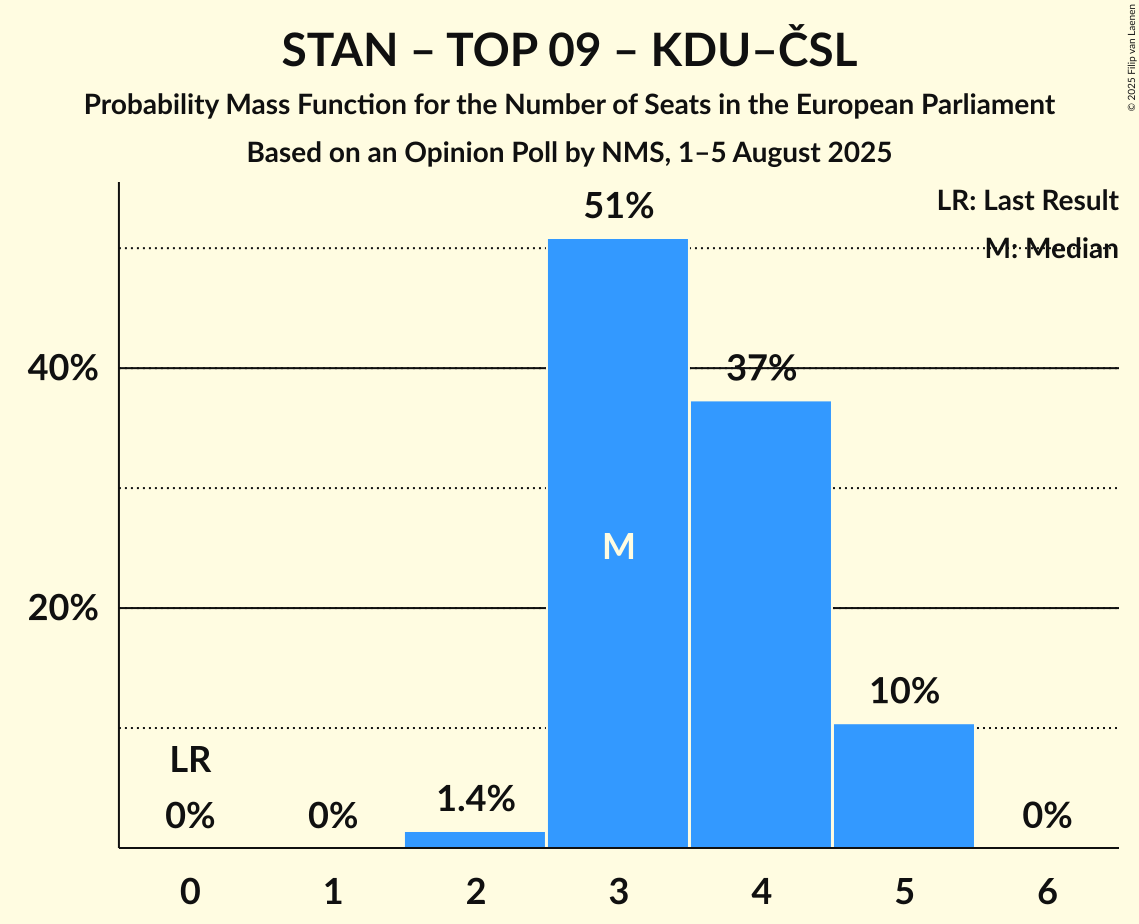 STAN – TOP 09 – KDU–ČSL
Probability Mass Function for the Number of Seats in the European Parliament
Based on an Opinion Poll by NMS, 1–5 August 2025
© 2025 Filip van Laenen
LR: Last Result
M: Median
51%
40%
37%
M
20%
10%
LR
1.4%
0%
0%
0%
0 1 2 3 4 5 6